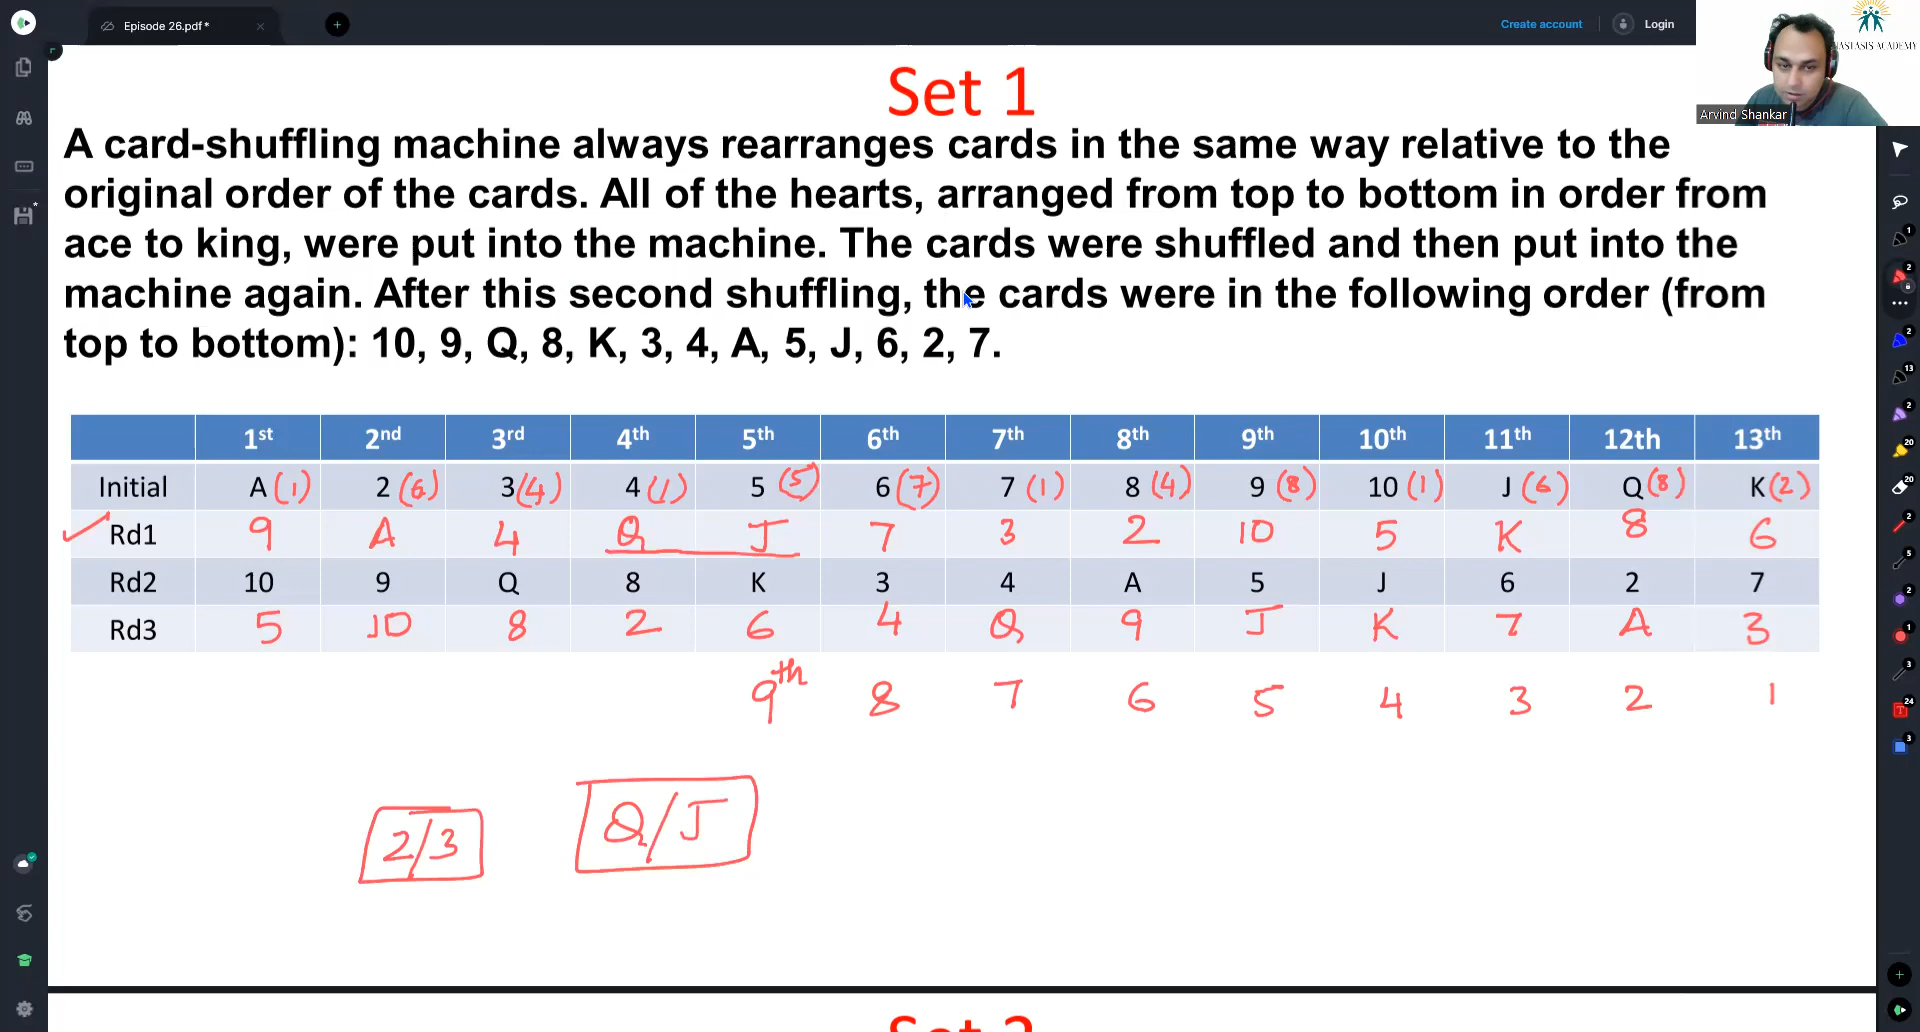 Episode 26.pdf*
Create account
Login
Arvind Shankar
Set 1
A card-shuffling machine always rearranges cards in the same way relative to the
original order of the cards. All of the hearts, arranged from top to bottom in order from
ace to king, were put into the machine. The cards were shuffled and then put into the
machine again. After this second shuffling, the cards were in the following order (from
top to bottom): 10, 9, Q, 8, K, 3, 4, A, 5, J, 6, 2, 7.
1st 2nd 3rd 4th 5th 6th 7th 8th 9th 10th 11th 12th 13th
Initial A (1) 2 (6) 3 (4) 4 (1) 5 (5) 6 (7) 7 (1) 8 (4) 9 (8) 10 (1) J (6) Q (8) K (2)
Rd1 9 A 4 Q J 7 3 2 10 5 K 8 6
Rd2 10 9 Q 8 K 3 4 A 5 J 6 2 7
Rd3 5 10 8 2 6 4 Q 9 J K 7 A 3
9th 8 7 6 5 4 3 2 1
2/3 Q/J